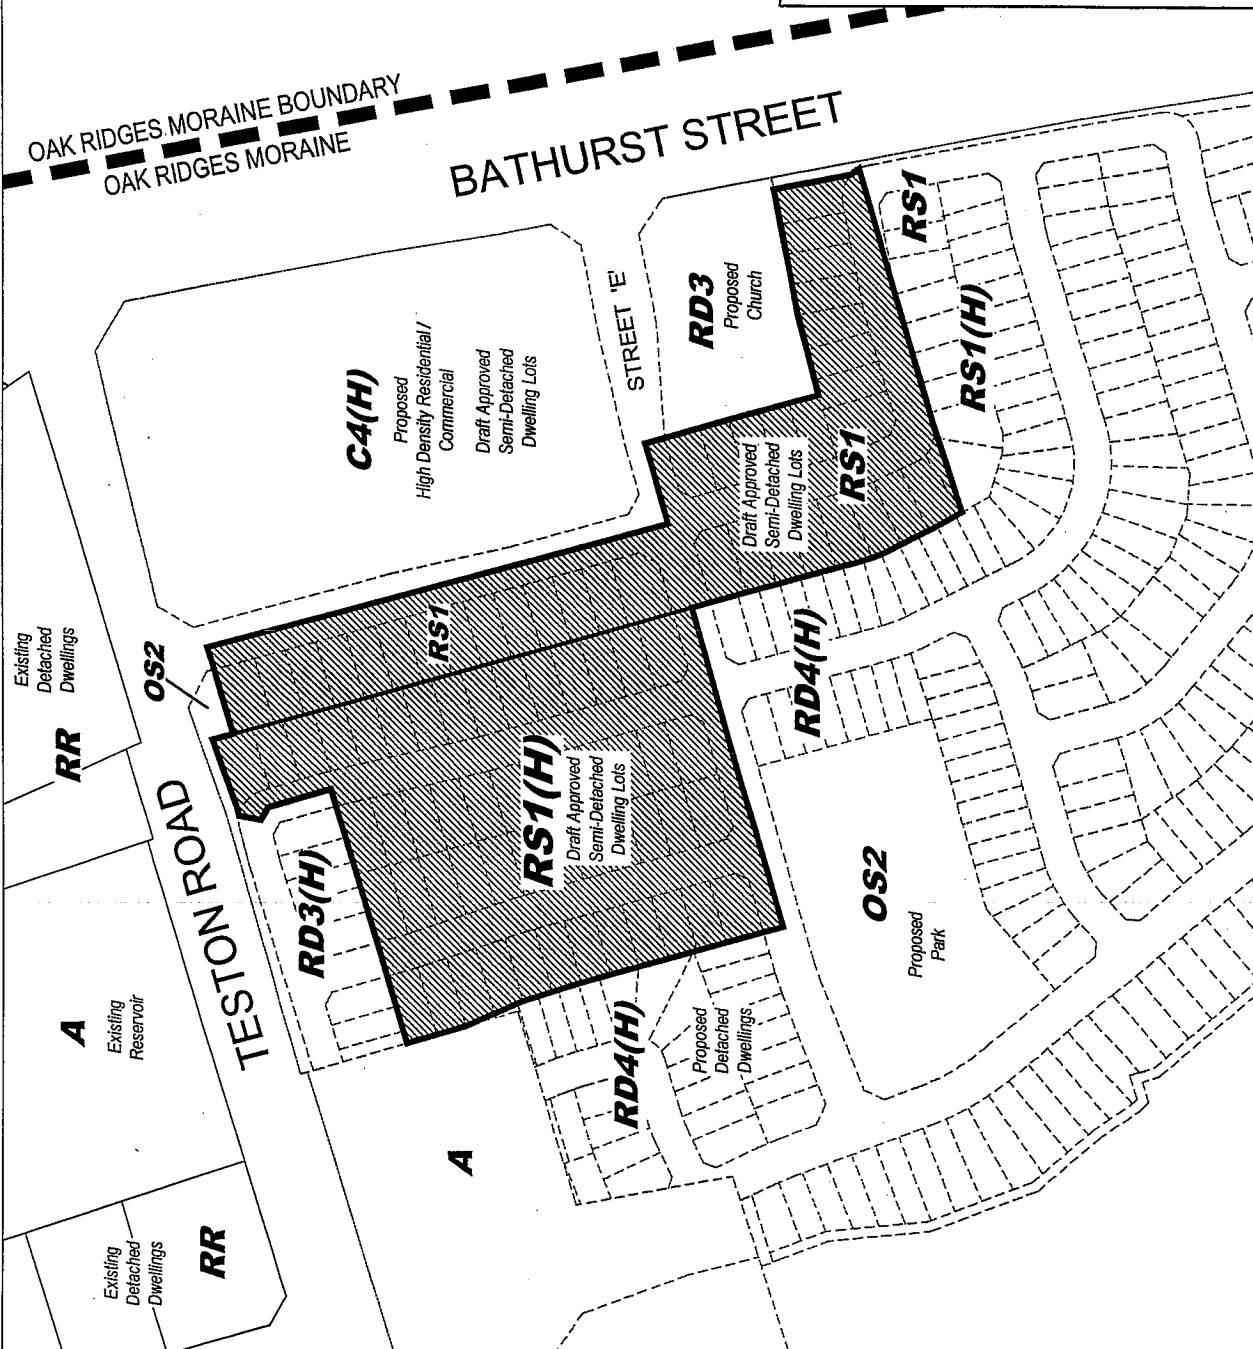 OAK RIDGES MORAINE BOUNDARY
OAK RIDGES MORAINE
BATHURST STREET
C4(H)
Proposed
High Density Residential/
Commercial
Draft Approved
Semi-Detached
Dwelling Lots
STREET 'E'
RD3
Proposed
Church
RS1
RS1(H)
Draft Approved
Semi-Detached
Dwelling Lots
RS1
Existing
Detached
Dwellings
RR
OS2
RS1
RD4(H)
TESTON ROAD
RS1(H)
Draft Approved
Semi-Detached
Dwelling Lots
RD3(H)
OS2
Proposed
Park
A
Existing
Reservoir
RD4(H)
Proposed
Detached
Dwellings
A
Existing
Detached
Dwellings
RR